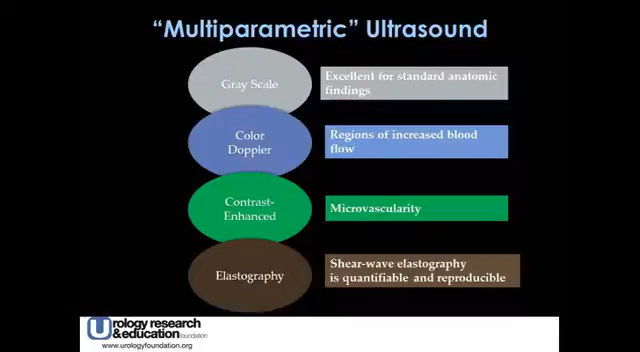 “Multiparametric” Ultrasound
Gray Scale
Excellent for standard anatomic
findings
Color
Doppler
Regions of increased blood
flow
Contrast-
Enhanced
Microvascularity
Elastography
Shear-wave elastography
is quantifiable and reproducible
Urology research
&education foundation
www.urologyfoundation.org